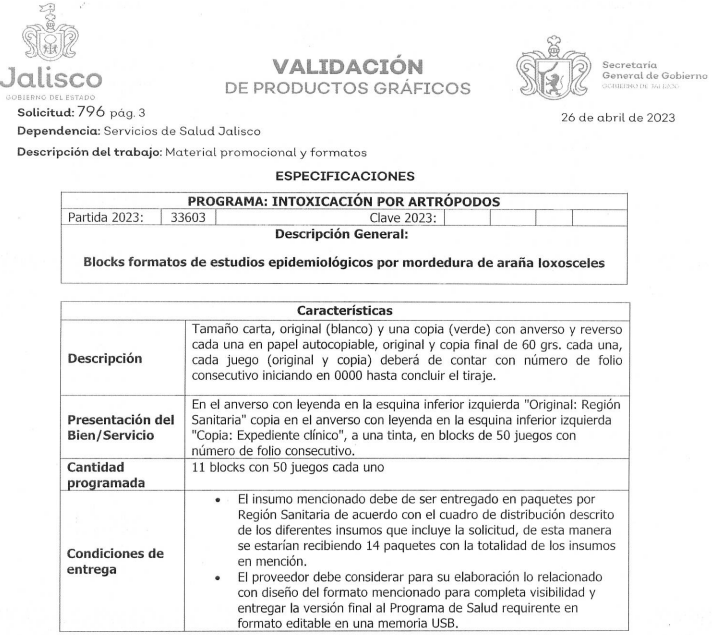 Jalisco
GOBIERNO DEL ESTADO
VALIDACIÓN
DE PRODUCTOS GRÁFICOS
Secretaría
General de Gobierno
Solicitud: 796 pág. 3
26 de abril de 2023
Dependencia: Servicios de Salud Jalisco
Descripción del trabajo: Material promocional y formatos
ESPECIFICACIONES
PROGRAMA: INTOXICACIÓN POR ARTRÓPODOS
Partida 2023: 33603 Clave 2023:
Descripción General:
Blocks formatos de estudios epidemiológicos por mordedura de araña loxosceles
Características
Descripción
Tamaño carta, original (blanco) y una copia (verde) con anverso y reverso
cada una en papel autocopiable, original y copia final de 60 grs. cada una,
cada juego (original y copia) deberá de contar con número de folio
consecutivo iniciando en 0000 hasta concluir el tiraje.
Presentación del
Bien/Servicio
En el anverso con leyenda en la esquina inferior izquierda "Original: Región
Sanitaria" copia en el anverso con leyenda en la esquina inferior izquierda
"Copia: Expediente clínico", a una tinta, en blocks de 50 juegos con
número de folio consecutivo.
Cantidad
programada
11 blocks con 50 juegos cada uno
Condiciones de
entrega
• El insumo mencionado debe de ser entregado en paquetes por
Región Sanitaria de acuerdo con el cuadro de distribución descrito
de los diferentes insumos que incluye la solicitud, de esta manera
se estarían recibiendo 14 paquetes con la totalidad de los insumos
en mención.
• El proveedor debe considerar para su elaboración lo relacionado
con diseño del formato mencionado para completa visibilidad y
entregar la versión final al Programa de Salud requirente en
formato editable en una memoria USB.